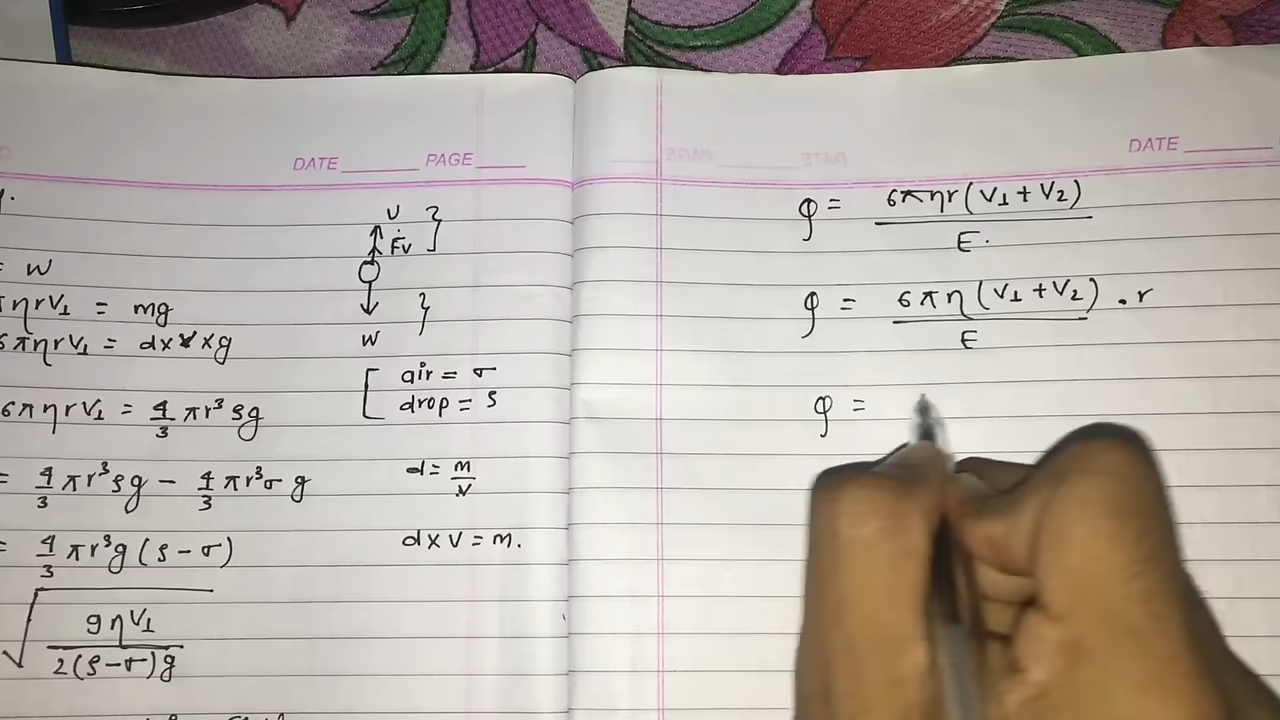 DATE PAGE
= W
πηrV₁ = mg
6πηrV₁ = d×V×g
6πηrV₁ = 4/3 πr³ρg
= 4/3 πr³ρg - 4/3 πr³σ g
= 4/3 πr³g (ρ-σ)
√(9ηV₁ / 2(ρ-σ)g)
U
Fv
W
air = σ
drop = ρ
d = m/v
d×V = m.
DATE
q = 6πηr(V₁+V₂) / E.
q = 6πη(V₁+V₂) / E . r
q =